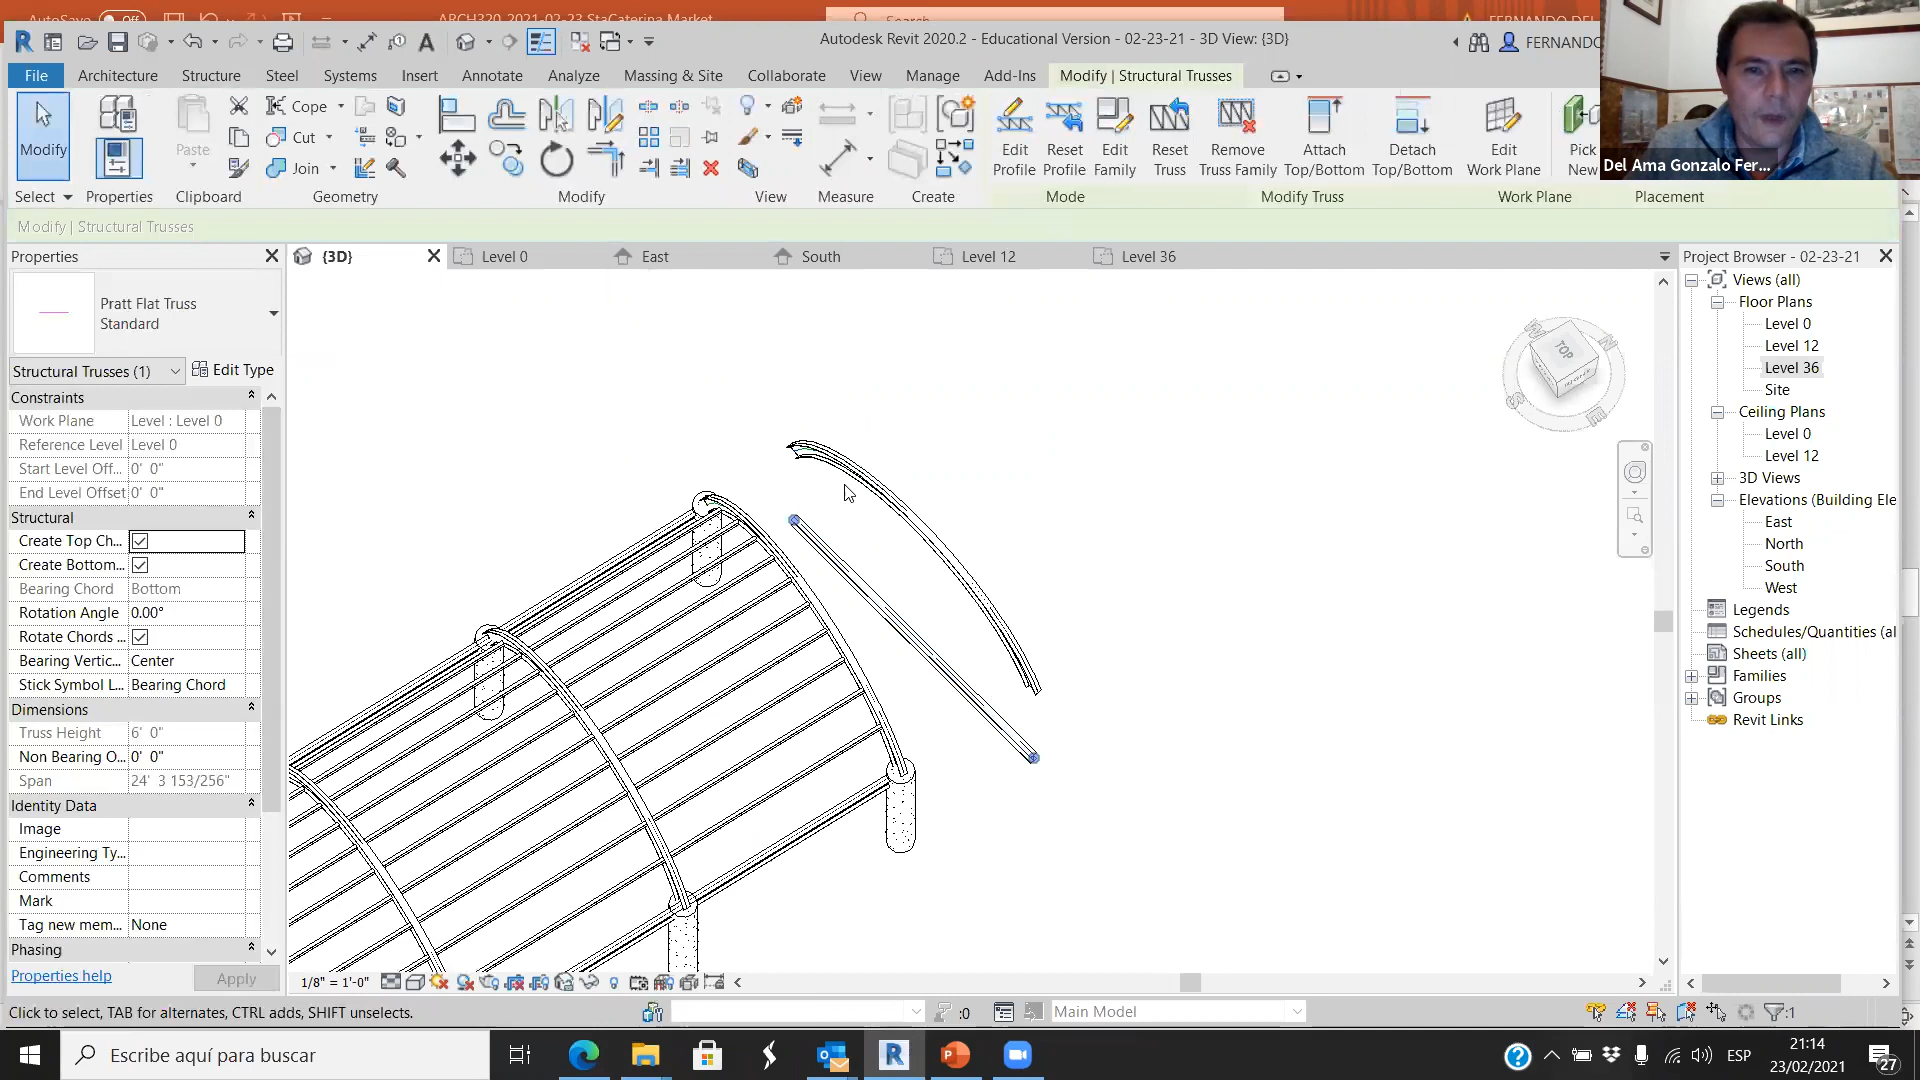 AutoSave Off
ARCH320_2021-02-23 StaCaterina Market
Search
FERNANDO DEL
Autodesk Revit 2020.2 - Educational Version - 02-23-21 - 3D View: {3D}
FERNANDO
File
Architecture
Structure
Steel
Systems
Insert
Annotate
Analyze
Massing & Site
Collaborate
View
Manage
Add-Ins
Modify | Structural Trusses
Modify
Paste
Cope
Cut
Join
Edit Profile
Reset Profile
Edit Family
Reset Truss
Remove Truss Family
Attach Top/Bottom
Detach Top/Bottom
Edit Work Plane
Pick New
Del Ama Gonzalo Fer...
Select
Properties
Clipboard
Geometry
Modify
View
Measure
Create
Mode
Modify Truss
Work Plane
Placement
Modify | Structural Trusses
Properties
{3D}
Level 0
East
South
Level 12
Level 36
Project Browser - 02-23-21
Pratt Flat Truss
Standard
Structural Trusses (1)
Edit Type
Constraints
Work Plane Level : Level 0
Reference Level Level 0
Start Level Off... 0' 0"
End Level Offset 0' 0"
Structural
Create Top Ch...
Create Bottom...
Bearing Chord Bottom
Rotation Angle 0.00°
Rotate Chords ...
Bearing Vertic... Center
Stick Symbol L... Bearing Chord
Dimensions
Truss Height 6' 0"
Non Bearing O... 0' 0"
Span 24' 3 153/256"
Identity Data
Image
Engineering Ty...
Comments
Mark
Tag new mem... None
Phasing
Properties help
Apply
TOP
W
N
S
E
Views (all)
Floor Plans
Level 0
Level 12
Level 36
Site
Ceiling Plans
Level 0
Level 12
3D Views
Elevations (Building Ele
East
North
South
West
Legends
Schedules/Quantities (al
Sheets (all)
Families
Groups
Revit Links
1/8" = 1'-0"
Click to select, TAB for alternates, CTRL adds, SHIFT unselects.
:0
Main Model
:1
Escribe aquí para buscar
ESP
21:14
23/02/2021
27